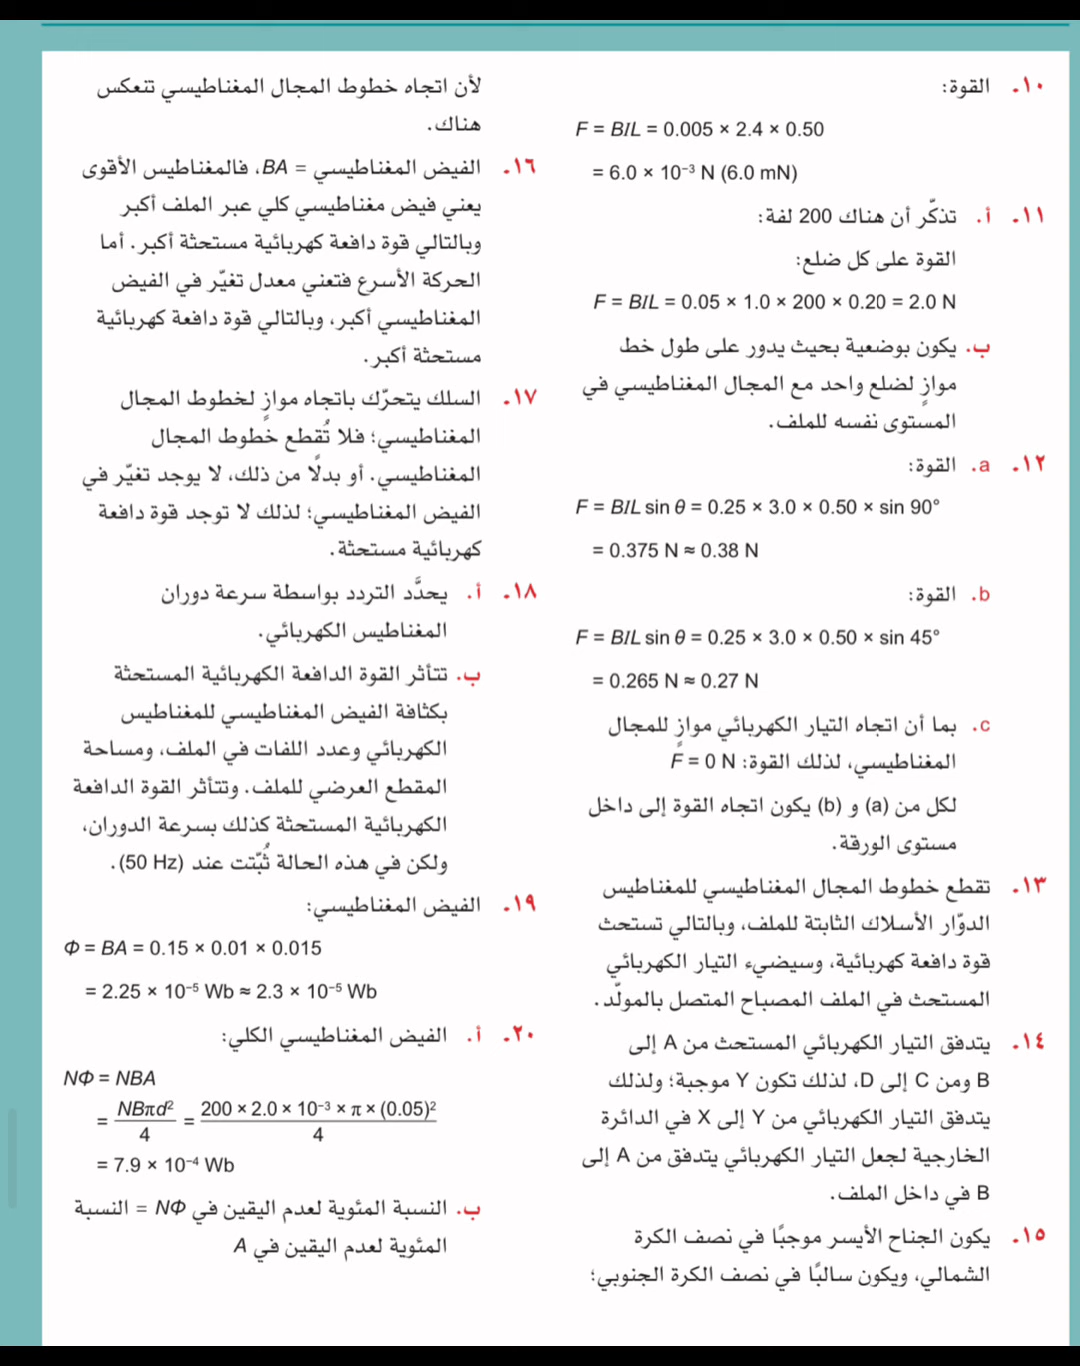 ١٠. القوة:
F = BIL = 0.005 × 2.4 × 0.50
= 6.0 × 10⁻³ N (6.0 mN)
١١. أ. تذكّر أن هناك 200 لفة:
القوة على كل ضلع:
F = BIL = 0.05 × 1.0 × 200 × 0.20 = 2.0 N
ب. يكون بوضعية بحيث يدور على طول خط
موازٍ لضلع واحد مع المجال المغناطيسي في
المستوى نفسه للملف.
١٢. a. القوة:
F = BIL sin θ = 0.25 × 3.0 × 0.50 × sin 90°
= 0.375 N ≈ 0.38 N
b. القوة:
F = BIL sin θ = 0.25 × 3.0 × 0.50 × sin 45°
= 0.265 N ≈ 0.27 N
c. بما أن اتجاه التيار الكهربائي موازٍ للمجال
المغناطيسي، لذلك القوة: F = 0 N
لكل من (a) و (b) يكون اتجاه القوة إلى داخل
مستوى الورقة.
١٣. تقطع خطوط المجال المغناطيسي للمغناطيس
الدوّار الأسلاك الثابتة للملف، وبالتالي تستحث
قوة دافعة كهربائية، وسيضيء التيار الكهربائي
المستحث في الملف المصباح المتصل بالمولّد.
١٤. يتدفق التيار الكهربائي المستحث من A إلى
B ومن C إلى D، لذلك تكون Y موجبة؛ ولذلك
يتدفق التيار الكهربائي من Y إلى X في الدائرة
الخارجية لجعل التيار الكهربائي يتدفق من A إلى
B في داخل الملف.
١٥. يكون الجناح الأيسر موجبًا في نصف الكرة
الشمالي، ويكون سالبًا في نصف الكرة الجنوبي؛
لأن اتجاه خطوط المجال المغناطيسي تنعكس
هناك.
١٦. الفيض المغناطيسي = BA، فالمغناطيس الأقوى
يعني فيض مغناطيسي كلي عبر الملف أكبر
وبالتالي قوة دافعة كهربائية مستحثة أكبر. أما
الحركة الأسرع فتعني معدل تغيّر في الفيض
المغناطيسي أكبر، وبالتالي قوة دافعة كهربائية
مستحثة أكبر.
١٧. السلك يتحرّك باتجاه موازٍ لخطوط المجال
المغناطيسي؛ فلا تُقطع خطوط المجال
المغناطيسي. أو بدلًا من ذلك، لا يوجد تغيّر في
الفيض المغناطيسي؛ لذلك لا توجد قوة دافعة
كهربائية مستحثة.
١٨. أ. يحدَّد التردد بواسطة سرعة دوران
المغناطيس الكهربائي.
ب. تتأثر القوة الدافعة الكهربائية المستحثة
بكثافة الفيض المغناطيسي للمغناطيس
الكهربائي وعدد اللفات في الملف، ومساحة
المقطع العرضي للملف. وتتأثر القوة الدافعة
الكهربائية المستحثة كذلك بسرعة الدوران،
ولكن في هذه الحالة ثُبّتت عند (50 Hz).
١٩. الفيض المغناطيسي:
Φ = BA = 0.15 × 0.01 × 0.015
= 2.25 × 10⁻⁵ Wb ≈ 2.3 × 10⁻⁵ Wb
٢٠. أ. الفيض المغناطيسي الكلي:
NΦ = NBA
= NBπd²/4 = 200 × 2.0 × 10⁻³ × π × (0.05)²/4
= 7.9 × 10⁻⁴ Wb
ب. النسبة المئوية لعدم اليقين في NΦ = النسبة
المئوية لعدم اليقين في A